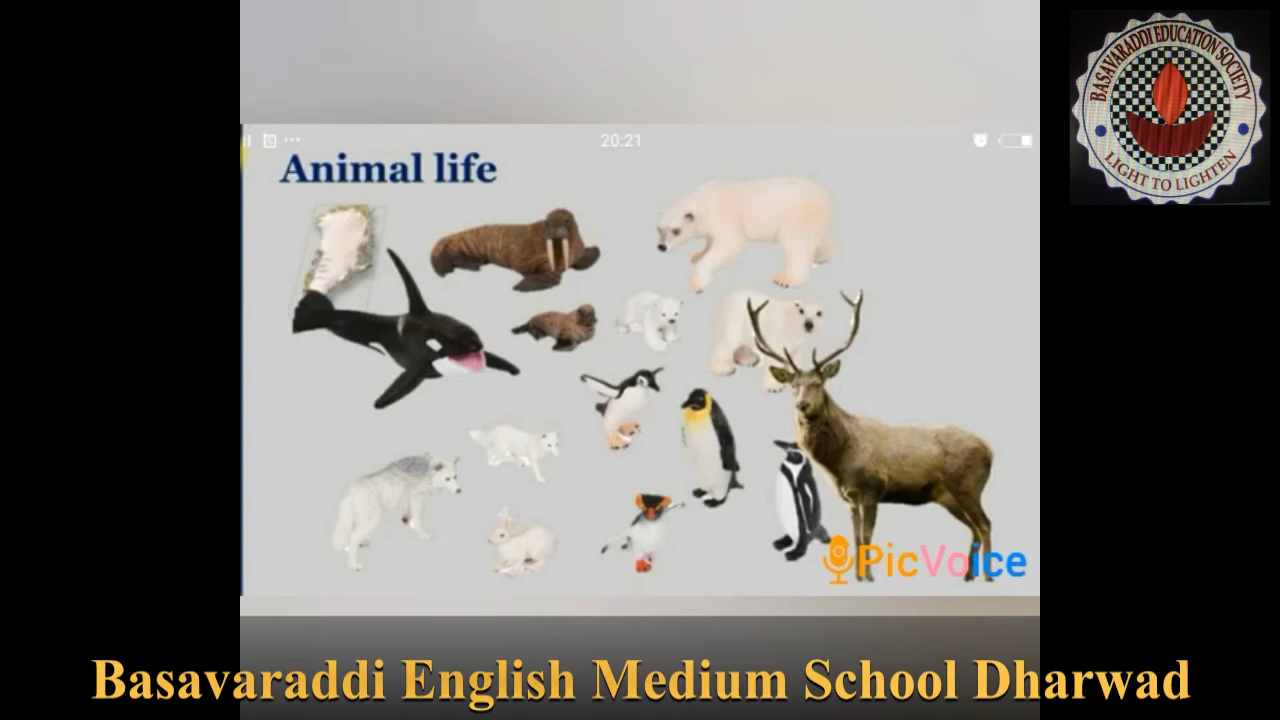 BASAVARADDI EDUCATION SOCIETY
LIGHT TO LIGHTEN
20:21
Animal life
PicVoice
Basavaraddi English Medium School Dharwad